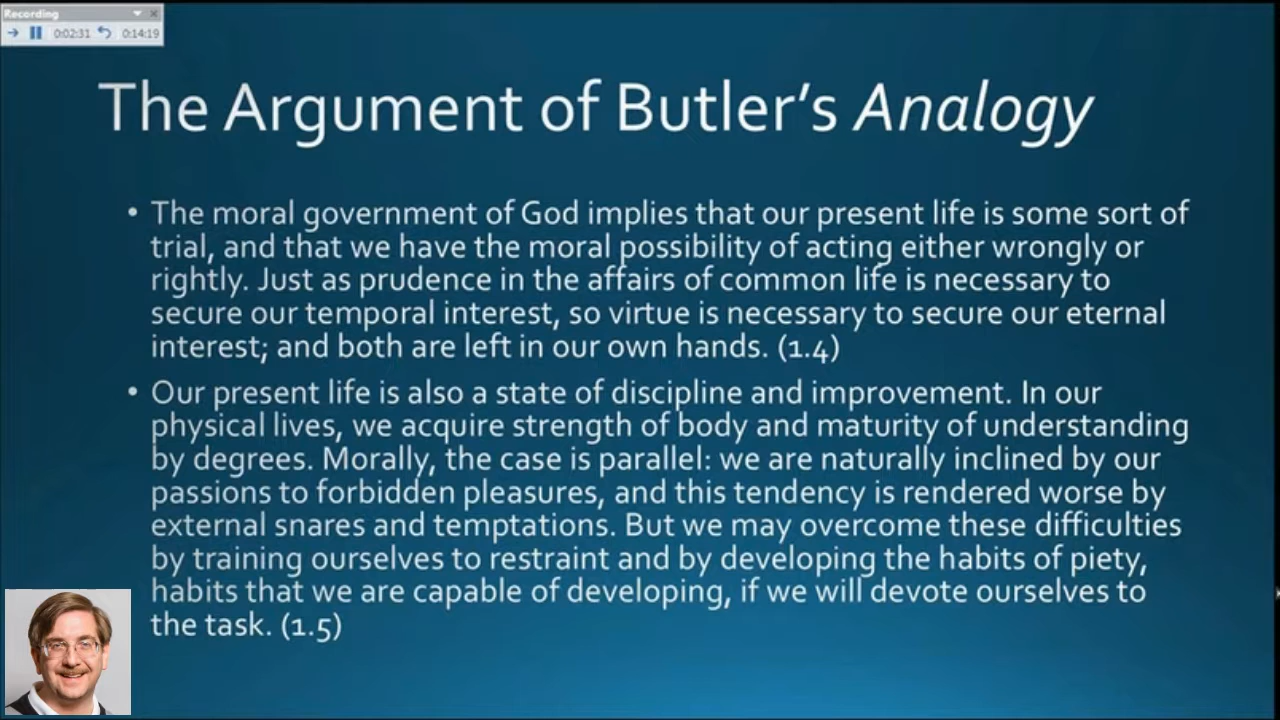 Recording
0:02:31 0:14:19
The Argument of Butler's Analogy
• The moral government of God implies that our present life is some sort of
trial, and that we have the moral possibility of acting either wrongly or
rightly. Just as prudence in the affairs of common life is necessary to
secure our temporal interest, so virtue is necessary to secure our eternal
interest; and both are left in our own hands. (1.4)
• Our present life is also a state of discipline and improvement. In our
physical lives, we acquire strength of body and maturity of understanding
by degrees. Morally, the case is parallel: we are naturally inclined by our
passions to forbidden pleasures, and this tendency is rendered worse by
external snares and temptations. But we may overcome these difficulties
by training ourselves to restraint and by developing the habits of piety,
habits that we are capable of developing, if we will devote ourselves to
the task. (1.5)